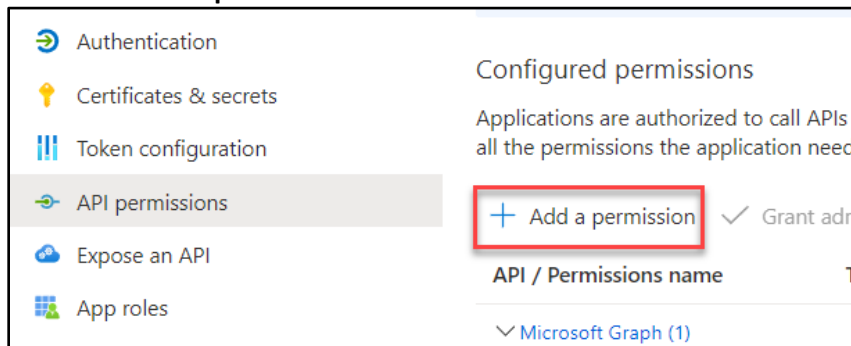 Authentication
Certificates & secrets
Token configuration
API permissions
Expose an API
App roles
Configured permissions
Applications are authorized to call APIs
all the permissions the application need
Add a permission
Grant
API / Permissions name
Microsoft Graph (1)